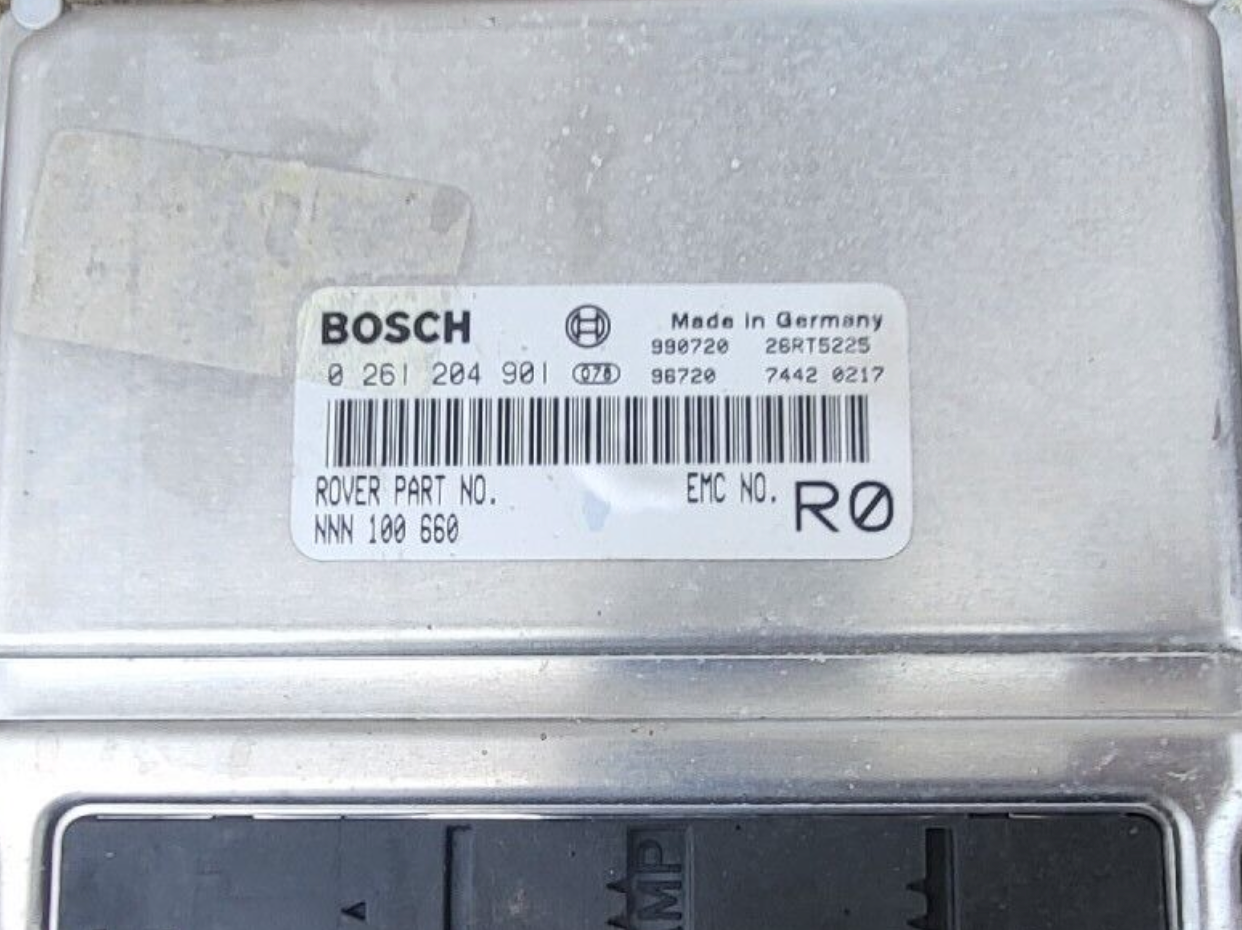 BOSCH
Made in Germany
990720 26RT5225
0 261 204 901 078 96720 7442 0217
ROVER PART NO. EMC NO. RØ
NNN 100 660
AMP